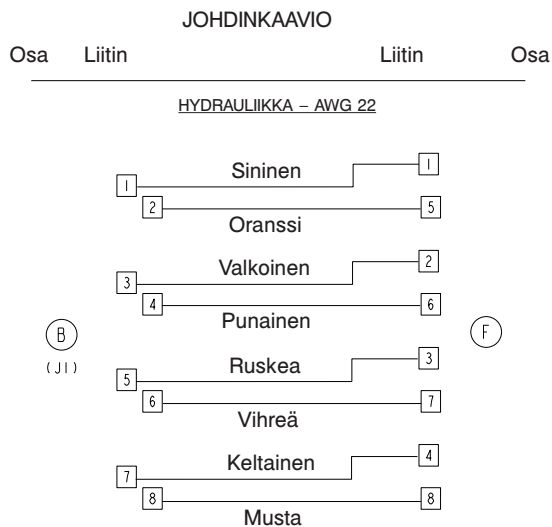 JOHDINKAAVIO
Osa Liitin Liitin Osa
HYDRAULIIKKA – AWG 22
Sininen 1
1
2 5
Oranssi
Valkoinen 2
3
4 6
Punainen
B F
(J1)
Ruskea 3
5
6 7
Vihreä
Keltainen 4
7
8 8
Musta